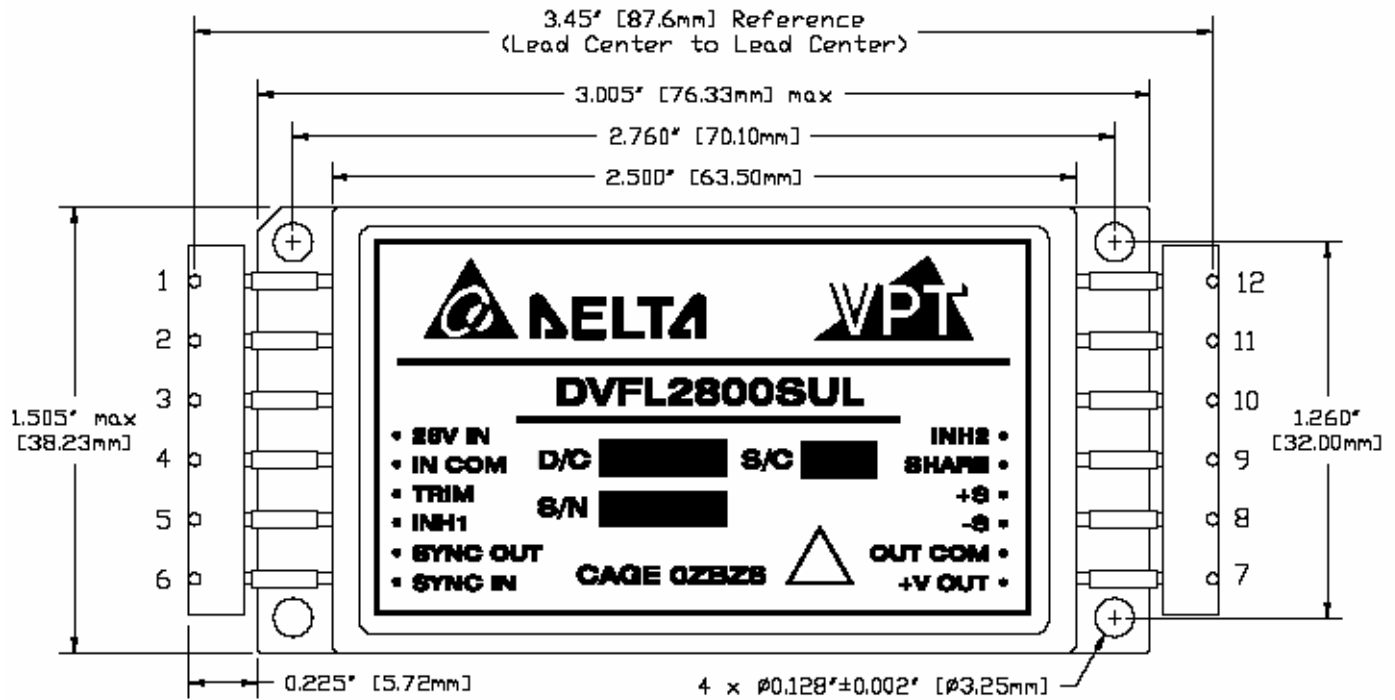 3.45" [87.6mm] Reference
(Lead Center to Lead Center)
3.005" [76.33mm] max
2.760" [70.10mm]
2.500" [63.50mm]
1
2
3
4
5
6
12
11
10
9
8
7
1.505" max
[38.23mm]
1.260"
[32.00mm]
DELTA
VPT
DVFL2800SUL
• 28V IN
• IN COM
• TRIM
• INH1
• SYNC OUT
• SYNC IN
D/C
S/C
S/N
CAGE 0ZBZ6
INH2 •
SHARE •
+S •
-S •
OUT COM •
+V OUT •
0.225" [5.72mm]
4 x ø0.128"±0.002" [ø3.25mm]